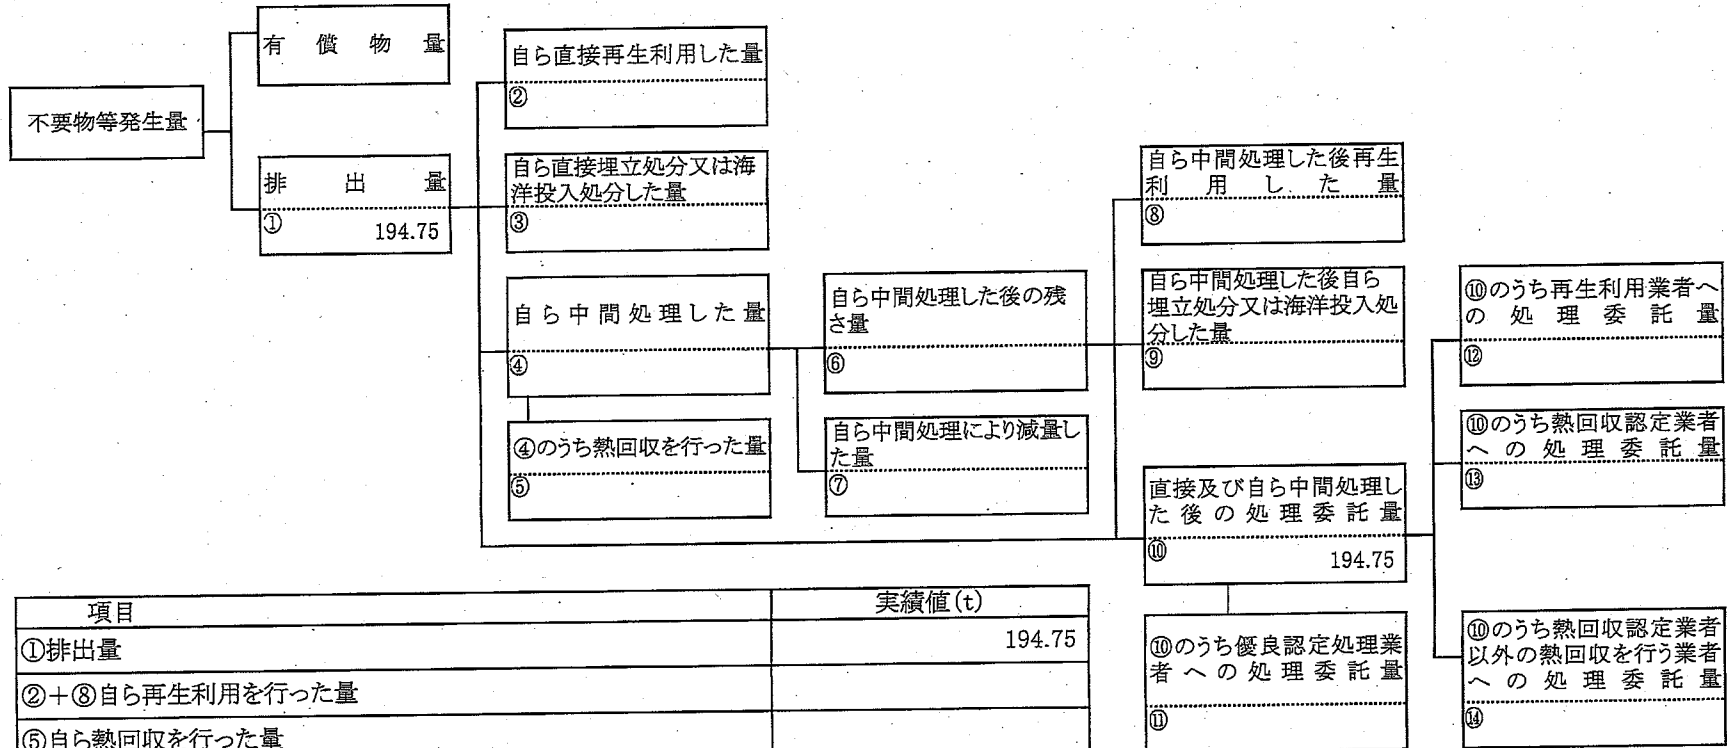 有償物量
不要物等発生量
排出量
①
194.75
自ら直接再生利用した量
②
自ら直接埋立処分又は海
洋投入処分した量
③
自ら中間処理した量
④
④のうち熱回収を行った量
⑤
自ら中間処理した後の残
さ量
⑥
自ら中間処理により減量し
た量
⑦
自ら中間処理した後再生
利用した量
⑧
自ら中間処理した後自ら
埋立処分又は海洋投入処
分した量
⑨
直接及び自ら中間処理し
た後の処理委託量
⑩
194.75
⑩のうち優良認定処理業
者への処理委託量
⑪
⑩のうち再生利用業者へ
の処理委託量
⑫
⑩のうち熱回収認定業者
への処理委託量
⑬
⑩のうち熱回収認定業者
以外の熱回収を行う業者
への処理委託量
⑭
項目 実績値(t)
①排出量 194.75
②+⑧自ら再生利用を行った量
⑤自ら熱回収を行った量